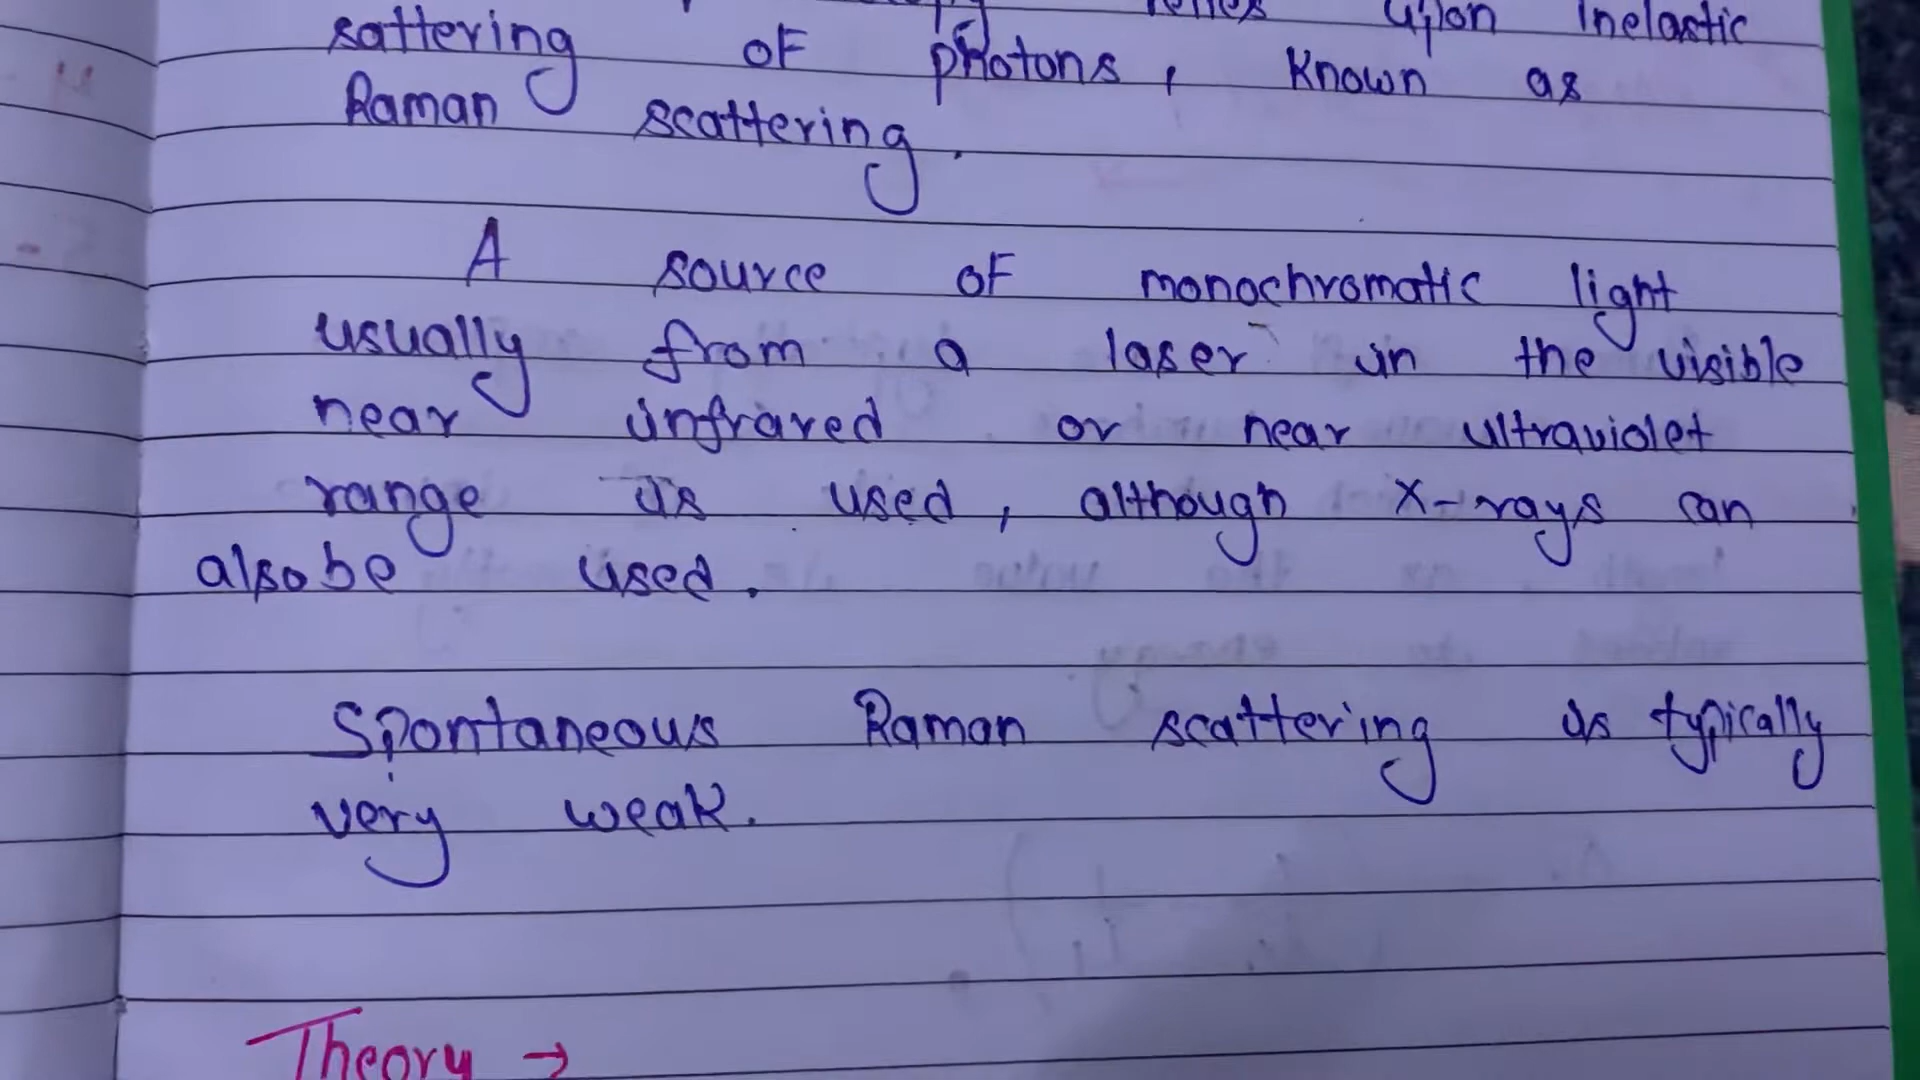 relies upon Inelastic
sattering of photons, known as
Raman scattering.
A source of monochromatic light
usually from a laser in the visible
near infrared or near ultraviolet
range is used, although x-rays can
also be used.
Spontaneous Raman scattering is typically
very weak.
Theory →